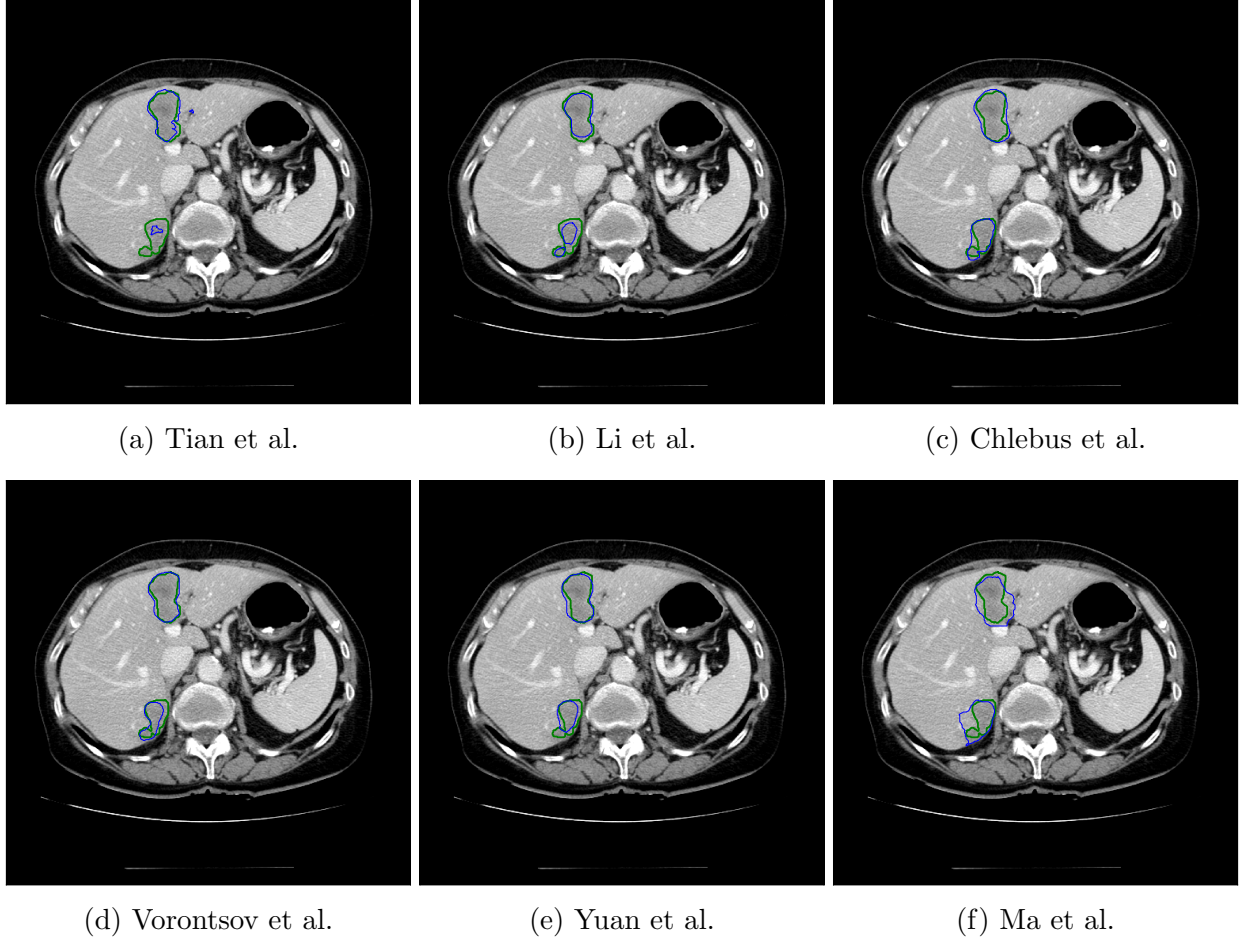 (a) Tian et al.
(b) Li et al.
(c) Chlebus et al.
(d) Vorontsov et al.
(e) Yuan et al.
(f) Ma et al.